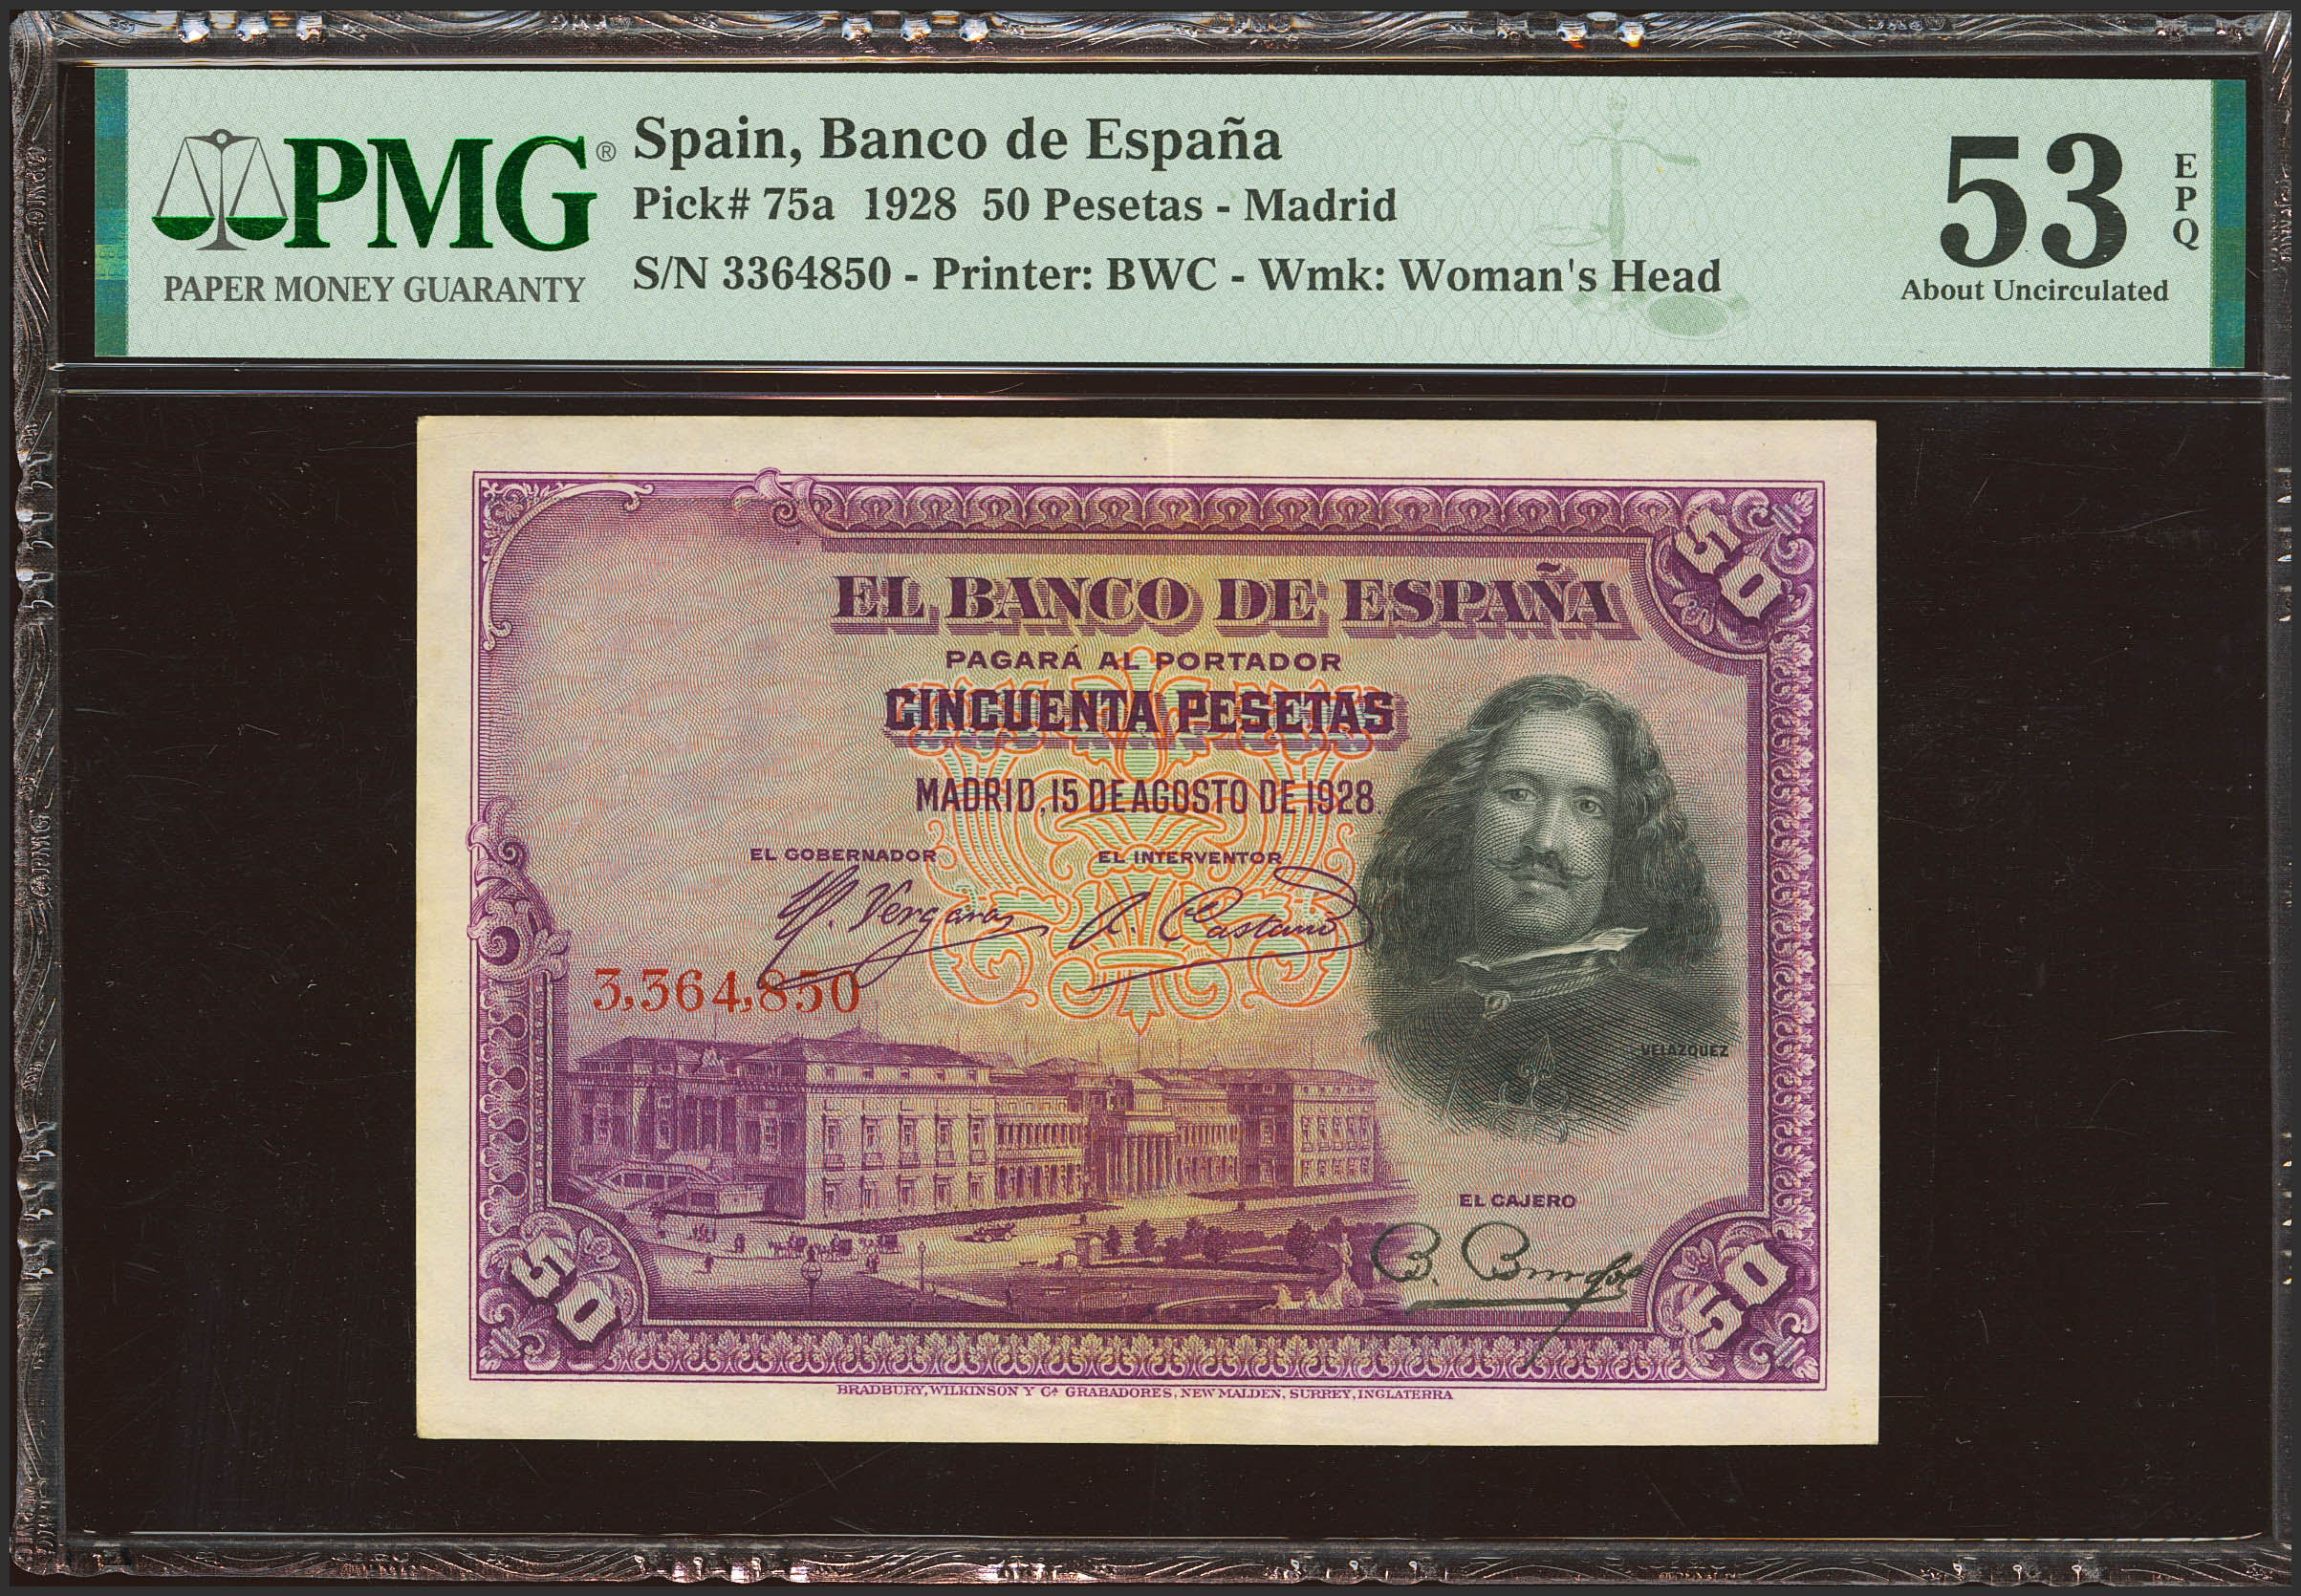 PMG®
PAPER MONEY GUARANTY
Spain, Banco de España
Pick# 75a 1928 50 Pesetas - Madrid
S/N 3364850 - Printer: BWC - Wmk: Woman's Head
53
EPQ
About Uncirculated
50
EL BANCO DE ESPAÑA
PAGARÁ AL PORTADOR
CINCUENTA PESETAS
MADRID, 15 DE AGOSTO DE 1928.
EL GOBERNADOR
EL INTERVENTOR
3,364,850
VELAZQUEZ
EL CAJERO
B.
50
50
BRADBURY, WILKINSON Y Cª GRABADORES, NEW MALDEN, SURREY, INGLATERRA